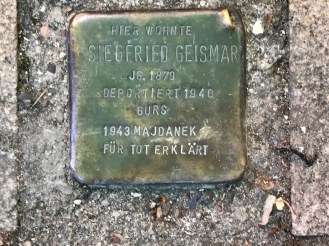 HIER WOHNTE
SIEGFRIED GEISMAR
JG. 1879
DEPORTIERT 1940
GURS
1943 MAJDANEK
FÜR TOT ERKLÄRT